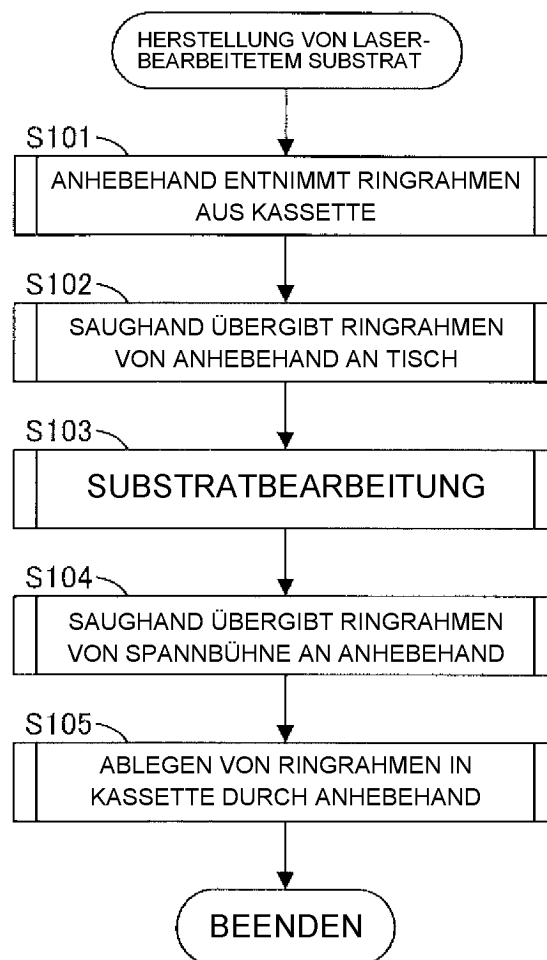 HERSTELLUNG VON LASER-
BEARBEITETEM SUBSTRAT
S101
ANHEBEHAND ENTNIMMT RINGRAHMEN
AUS KASSETTE
S102
SAUGHAND ÜBERGIBT RINGRAHMEN
VON ANHEBEHAND AN TISCH
S103
SUBSTRATBEARBEITUNG
S104
SAUGHAND ÜBERGIBT RINGRAHMEN
VON SPANNBÜHNE AN ANHEBEHAND
S105
ABLEGEN VON RINGRAHMEN IN
KASSETTE DURCH ANHEBEHAND
BEENDEN